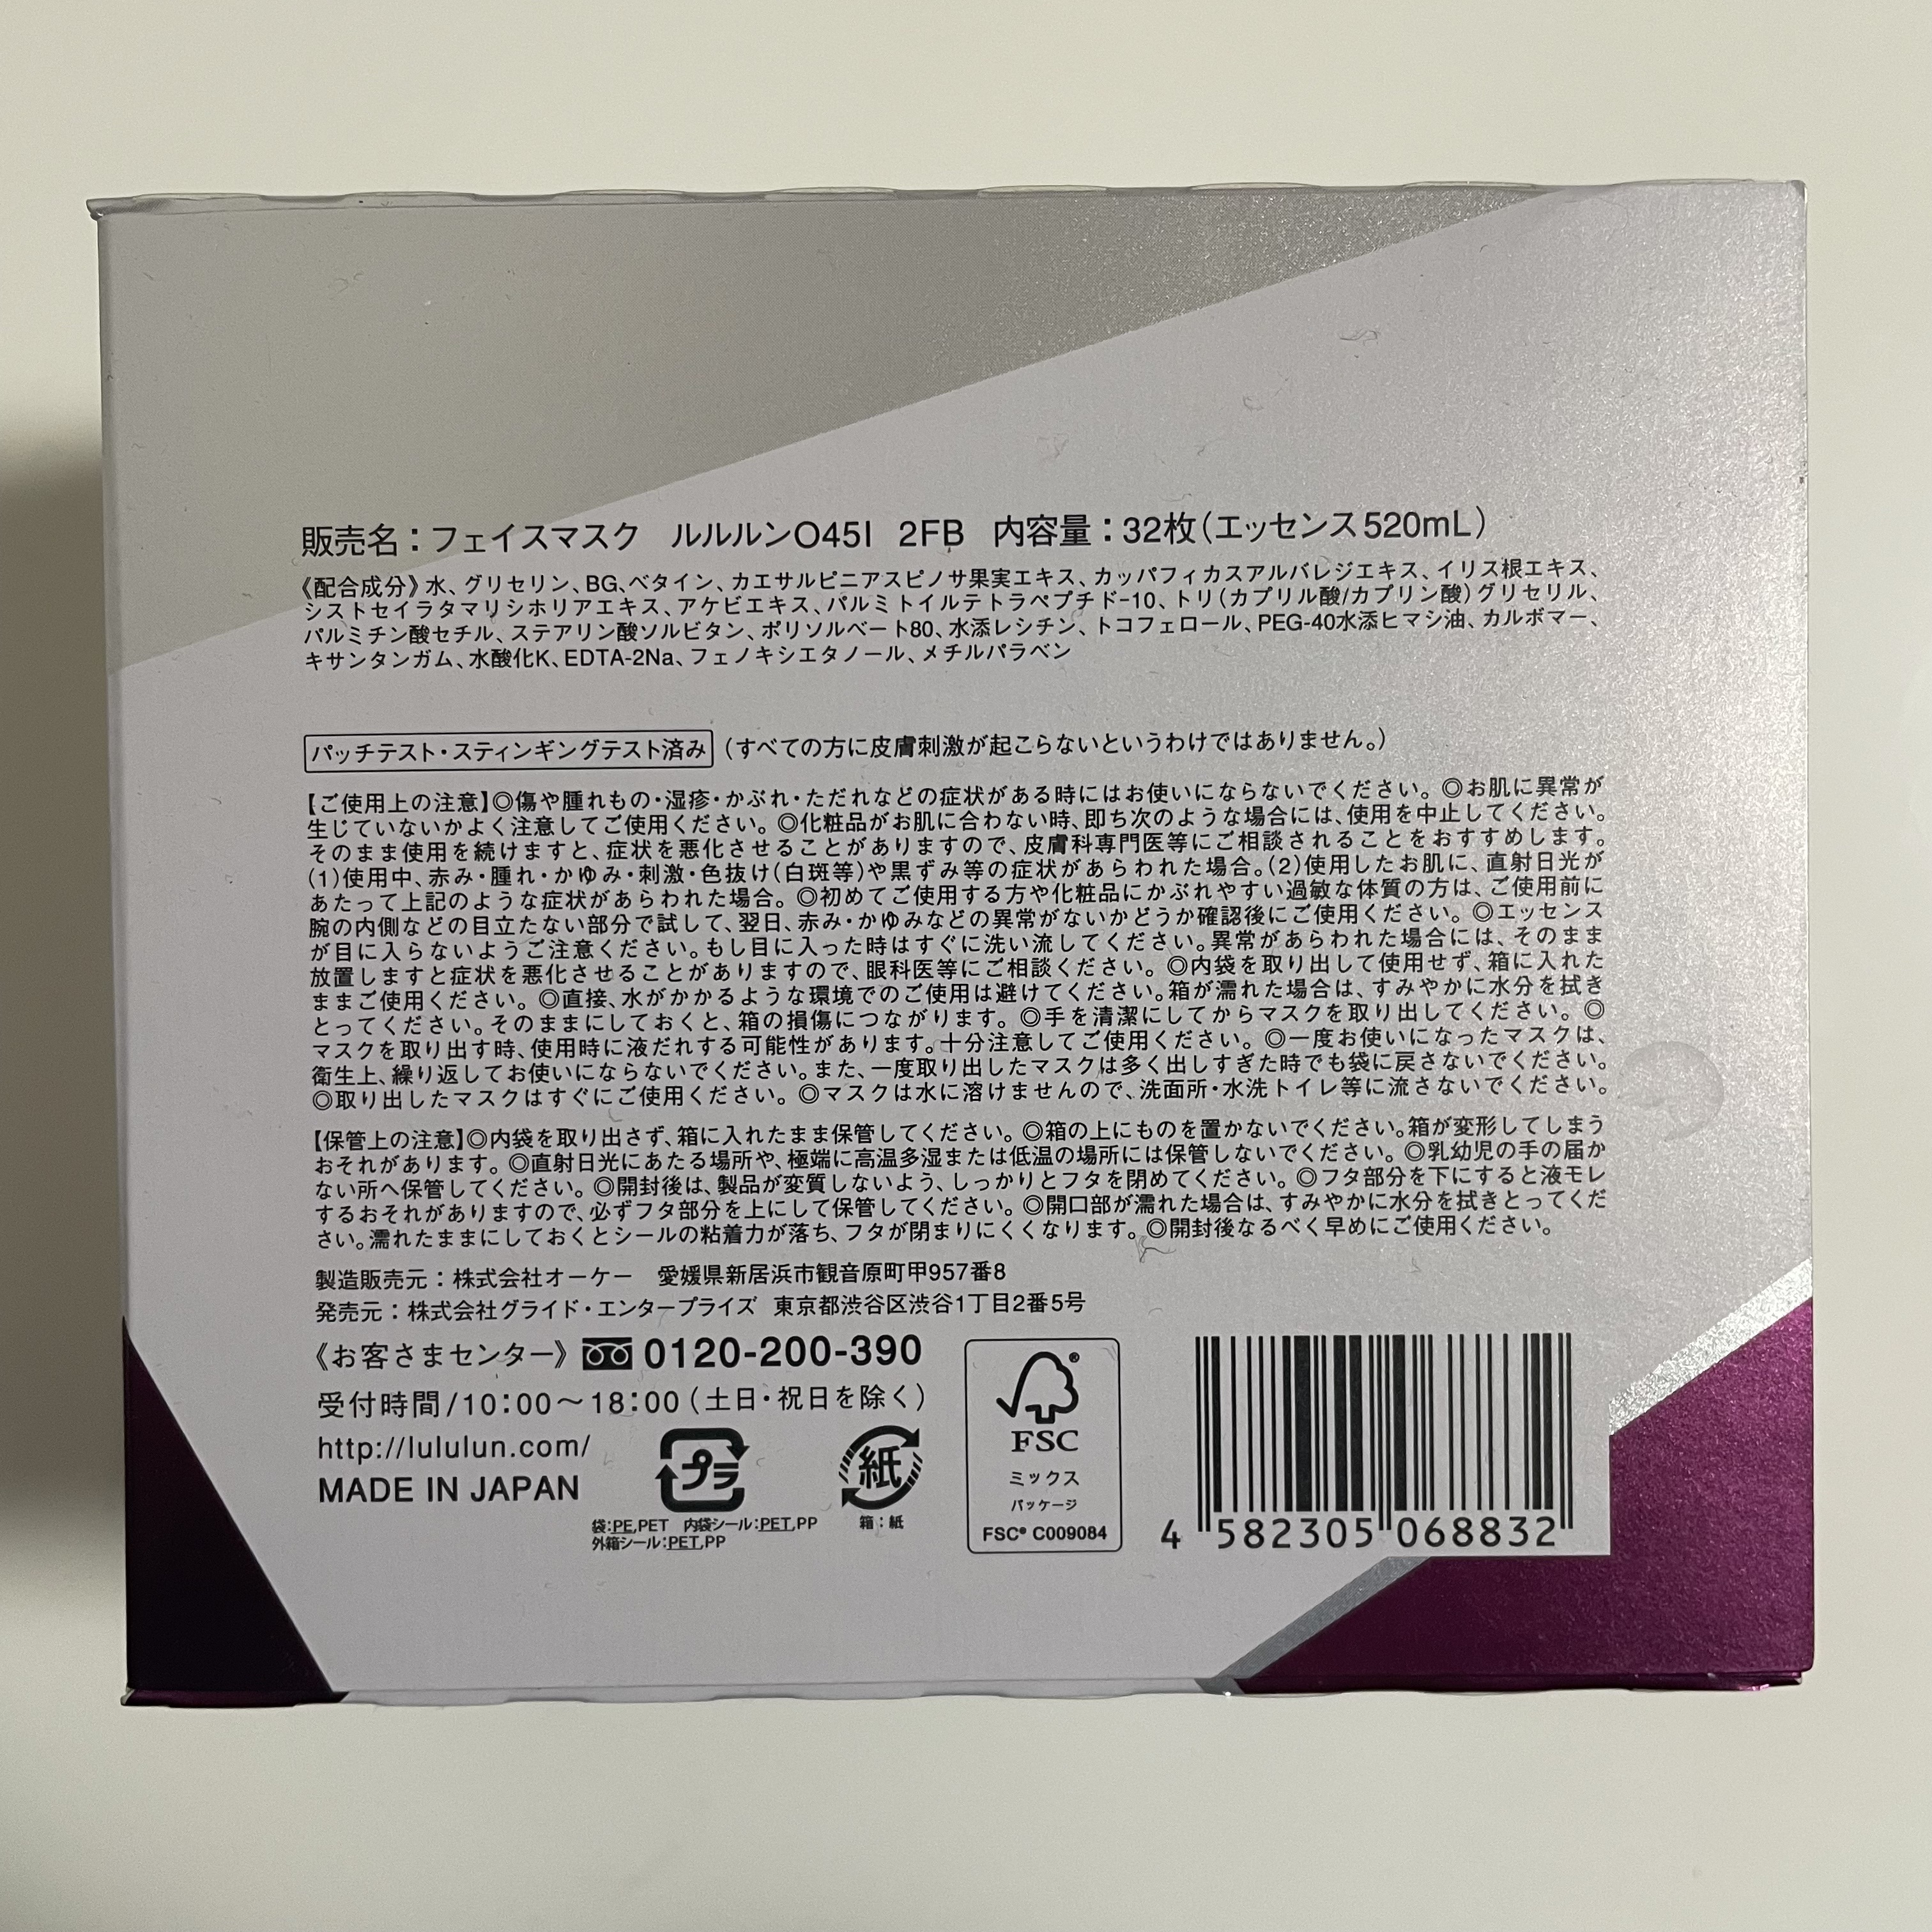 販売名：フェイスマスク　ルルルンO45I　2FB　内容量：32枚（エッセンス520mL）
《配合成分》水、グリセリン、BG、ベタイン、カエサルピニアスピノサ果実エキス、カッパフィカスアルバレジエキス、イリス根エキス、
シストセイラタマリシホリアエキス、アケビエキス、パルミトイルテトラペプチド-10、トリ（カプリル酸/カプリン酸）グリセリル、
パルミチン酸セチル、ステアリン酸ソルビタン、ポリソルベート80、水添レシチン、トコフェロール、PEG-40水添ヒマシ油、カルボマー、
キサンタンガム、水酸化K、EDTA-2Na、フェノキシエタノール、メチルパラベン
パッチテスト・スティンギングテスト済み（すべての方に皮膚刺激が起こらないというわけではありません。）
【ご使用上の注意】◎傷や腫れもの・湿疹・かぶれ・ただれなどの症状がある時にはお使いにならないでください。◎お肌に異常が
生じていないかよく注意してご使用ください。◎化粧品がお肌に合わない時、即ち次のような場合には、使用を中止してください。
そのまま使用を続けますと、症状を悪化させることがありますので、皮膚科専門医等にご相談されることをおすすめします。
(1)使用中、赤み・腫れ・かゆみ・刺激・色抜け（白斑等）や黒ずみ等の症状があらわれた場合。(2)使用したお肌に、直射日光が
あたって上記のような症状があらわれた場合。◎初めてご使用する方や化粧品にかぶれやすい過敏な体質の方は、ご使用前に
腕の内側などの目立たない部分で試して、翌日、赤み・かゆみなどの異常がないかどうか確認後にご使用ください。◎エッセンス
が目に入らないようご注意ください。もし目に入った時はすぐに洗い流してください。異常があらわれた場合には、そのまま
放置しますと症状を悪化させることがありますので、眼科医等にご相談ください。◎内袋を取り出して使用せず、箱に入れた
ままご使用ください。◎直接、水がかかるような環境でのご使用は避けてください。箱が濡れた場合は、すみやかに水分を拭き
とってください。そのままにしておくと、箱の損傷につながります。◎手を清潔にしてからマスクを取り出してください。◎
マスクを取り出す時、使用時に液だれする可能性があります。十分注意してご使用ください。◎一度お使いになったマスクは、
衛生上、繰り返してお使いにならないでください。また、一度取り出したマスクは多く出しすぎた時でも袋に戻さないでください。
◎取り出したマスクはすぐにご使用ください。◎マスクは水に溶けませんので、洗面所・水洗トイレ等に流さないでください。
【保管上の注意】◎内袋を取り出さず、箱に入れたまま保管してください。◎箱の上にものを置かないでください。箱が変形してしまう
おそれがあります。◎直射日光にあたる場所や、極端に高温多湿または低温の場所には保管しないでください。◎乳幼児の手の届か
ない所へ保管してください。◎開封後は、製品が変質しないよう、しっかりとフタを閉めてください。◎フタ部分を下にすると液モレ
するおそれがありますので、必ずフタ部分を上にして保管してください。◎開口部が濡れた場合は、すみやかに水分を拭きとってくだ
さい。濡れたままにしておくとシールの粘着力が落ち、フタが閉まりにくくなります。◎開封後なるべく早めにご使用ください。
製造販売元：株式会社オーケー　愛媛県新居浜市観音原町甲957番8
発売元：株式会社グライド・エンタープライズ　東京都渋谷区渋谷1丁目2番5号
《お客さまセンター》0120-200-390
受付時間/10：00〜18：00（土日・祝日を除く）
http://lululun.com/
MADE IN JAPAN
プラ
袋：PE,PET　内袋シール：PET,PP
外箱シール：PET,PP
紙
箱：紙
®
FSC
ミックス
パッケージ
FSC® C009084
4 582305 068832